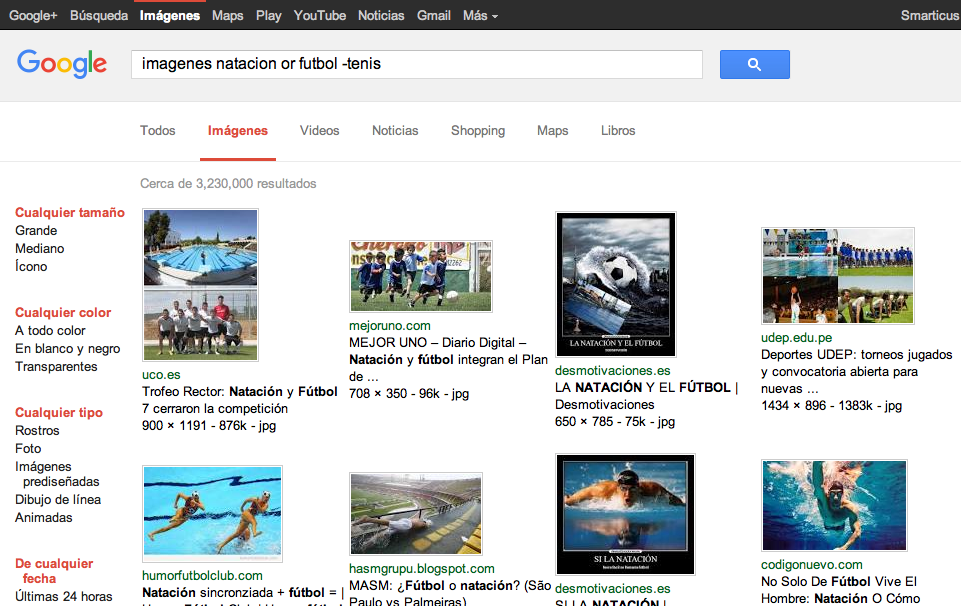 Google+ Búsqueda Imágenes Maps Play YouTube Noticias Gmail Más Smarticus
Google
imagenes natacion or futbol -tenis
Todos Imágenes Videos Noticias Shopping Maps Libros
Cerca de 3,230,000 resultados
Cualquier tamaño
Grande
Mediano
Ícono
Cualquier color
A todo color
En blanco y negro
Transparentes
Cualquier tipo
Rostros
Foto
Imágenes
prediseñadas
Dibujo de línea
Animadas
De cualquier
fecha
Últimas 24 horas
uco.es
Trofeo Rector: Natación y Fútbol
7 cerraron la competición
900 × 1191 - 876k - jpg
mejoruno.com
MEJOR UNO – Diario Digital –
Natación y fútbol integran el Plan
de ...
708 × 350 - 96k - jpg
LA NATACIÓN Y EL FÚTBOL
desmotivaciones.es
LA NATACIÓN Y EL FÚTBOL |
Desmotivaciones
650 × 785 - 75k - jpg
udep.edu.pe
Deportes UDEP: torneos jugados
y convocatoria abierta para
nuevas ...
1434 × 896 - 1383k - jpg
humorfutbolclub.com
Natación sincronziada + fútbol = |
hasmgrupu.blogspot.com
MASM: ¿Fútbol o natación? (São
Paulo vs Palmeiras)
SI LA NATACIÓN
desmotivaciones.es
SI LA NATACIÓN |
codigonuevo.com
No Solo De Fútbol Vive El
Hombre: Natación O Cómo